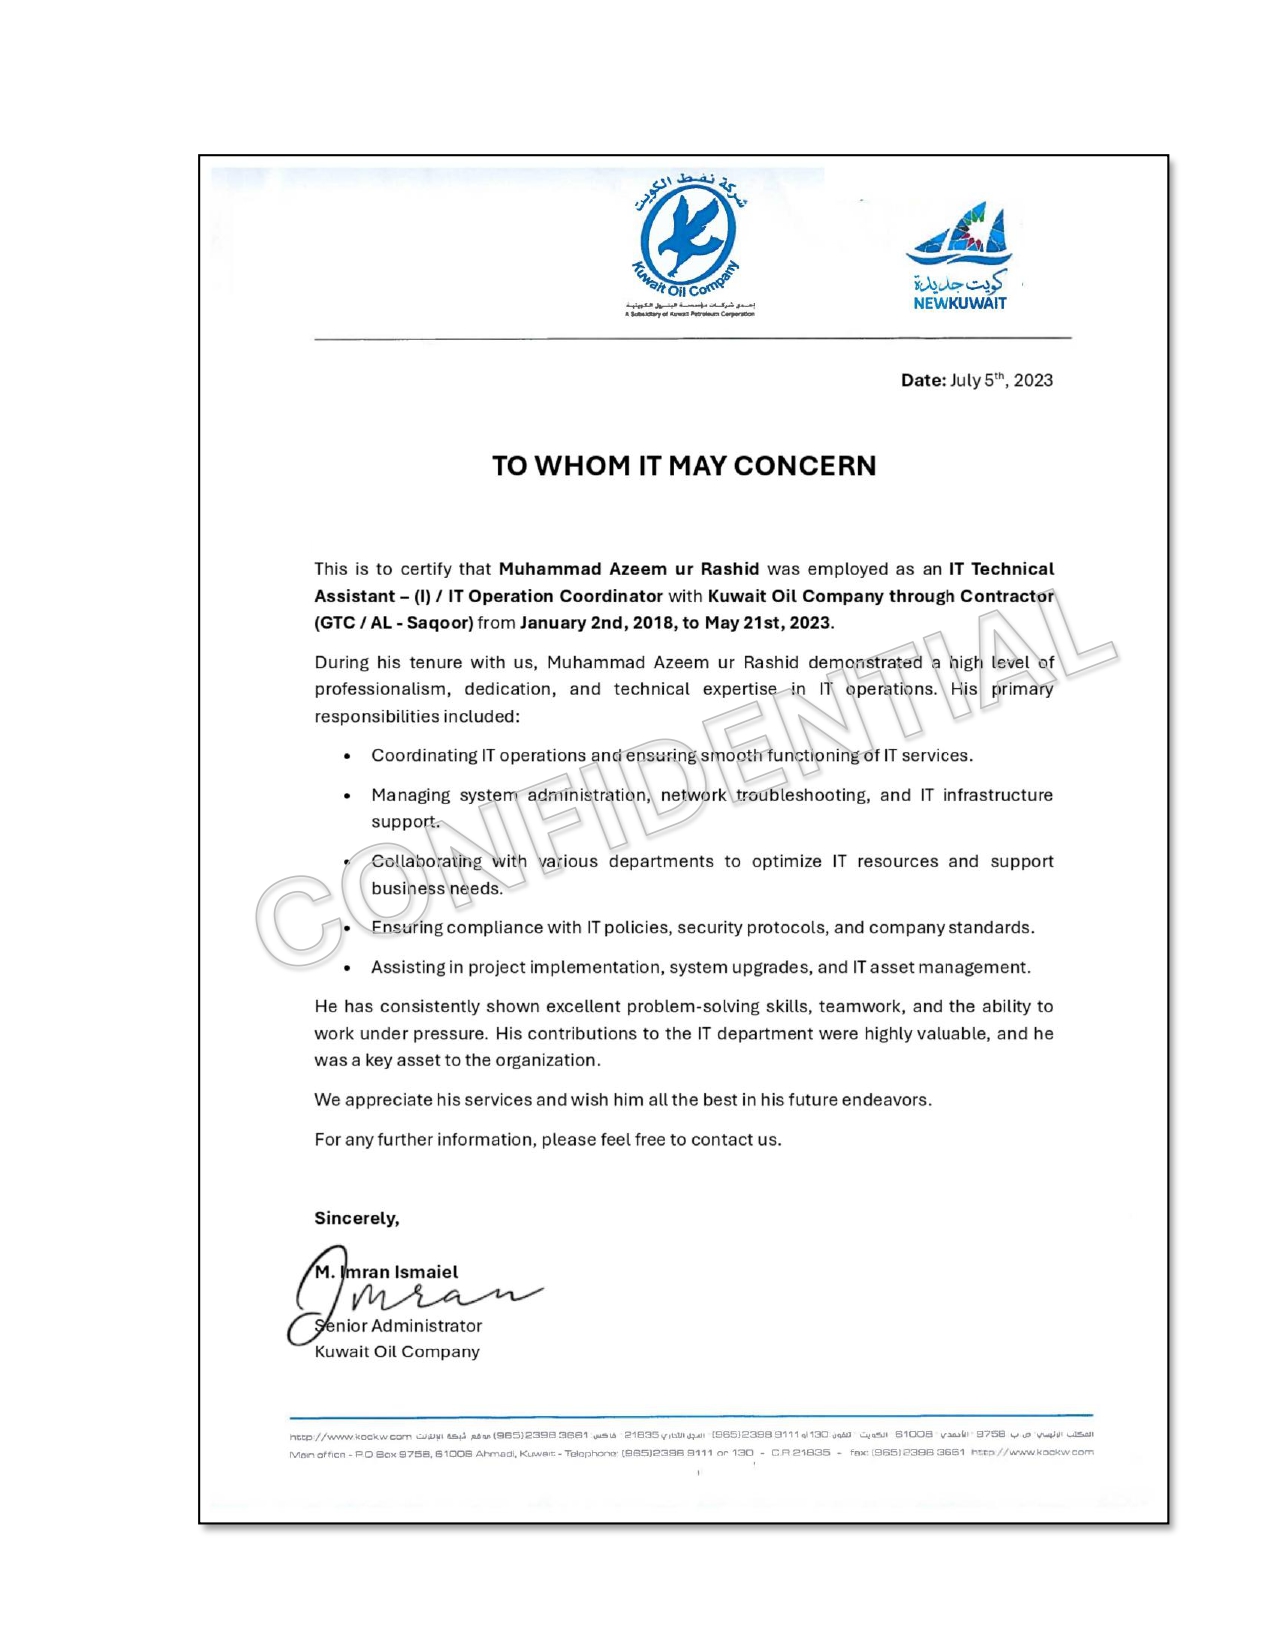 شركة نفط الكويت
Kuwait Oil Company
إحدى شركات مؤسسة البترول الكويتية
A Subsidiary of Kuwait Petroleum Corporation
كويت جديدة
NEWKUWAIT
Date: July 5th, 2023
TO WHOM IT MAY CONCERN
This is to certify that Muhammad Azeem ur Rashid was employed as an IT Technical
Assistant – (I) / IT Operation Coordinator with Kuwait Oil Company through Contractor
(GTC / AL - Saqoor) from January 2nd, 2018, to May 21st, 2023.
During his tenure with us, Muhammad Azeem ur Rashid demonstrated a high level of
professionalism, dedication, and technical expertise in IT operations. His primary
responsibilities included:
• Coordinating IT operations and ensuring smooth functioning of IT services.
• Managing system administration, network troubleshooting, and IT infrastructure
support.
• Collaborating with various departments to optimize IT resources and support
business needs.
• Ensuring compliance with IT policies, security protocols, and company standards.
• Assisting in project implementation, system upgrades, and IT asset management.
CONFIDENTIAL
He has consistently shown excellent problem-solving skills, teamwork, and the ability to
work under pressure. His contributions to the IT department were highly valuable, and he
was a key asset to the organization.
We appreciate his services and wish him all the best in his future endeavors.
For any further information, please feel free to contact us.
Sincerely,
M. Imran Ismaiel
Imran
Senior Administrator
Kuwait Oil Company
المكتب الرئيسي ص ب 9758 الأحمدي 61008 الكويت تلفون 130 أو 23989111(965) السجل التجاري 21835 فاكس 23983661(965) موقع شبكة الإنترنت http://www.kockw.com
Main office - P.O Box 9758, 61008 Ahmadi, Kuwait - Telephone: (965)2398 9111 or 130 - C.R 21835 - fax: (965)2398 3661 http://www.kockw.com